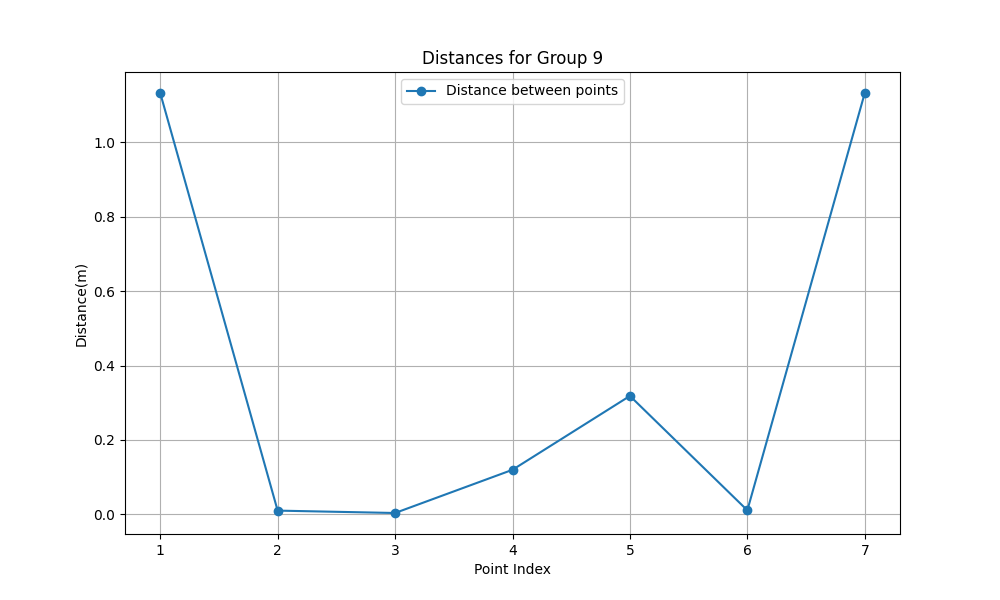 Distances for Group 9
Distance between points
Distance(m)
1.0
0.8
0.6
0.4
0.2
0.0
1 2 3 4 5 6 7
Point Index